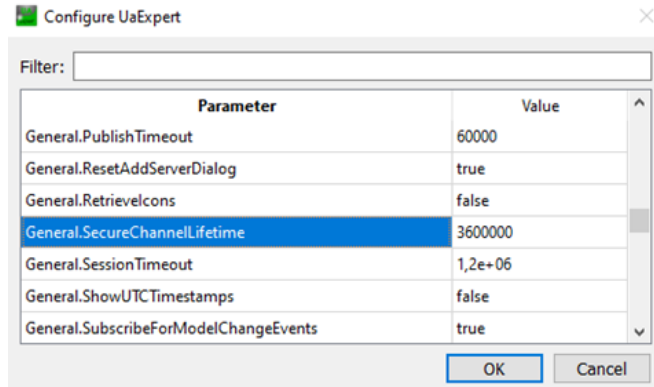 Configure UaExpert
Filter:
Parameter Value
General.PublishTimeout 60000
General.ResetAddServerDialog true
General.RetrieveIcons false
General.SecureChannelLifetime 3600000
General.SessionTimeout 1,2e+06
General.ShowUTCTimestamps false
General.SubscribeForModelChangeEvents true
OK Cancel